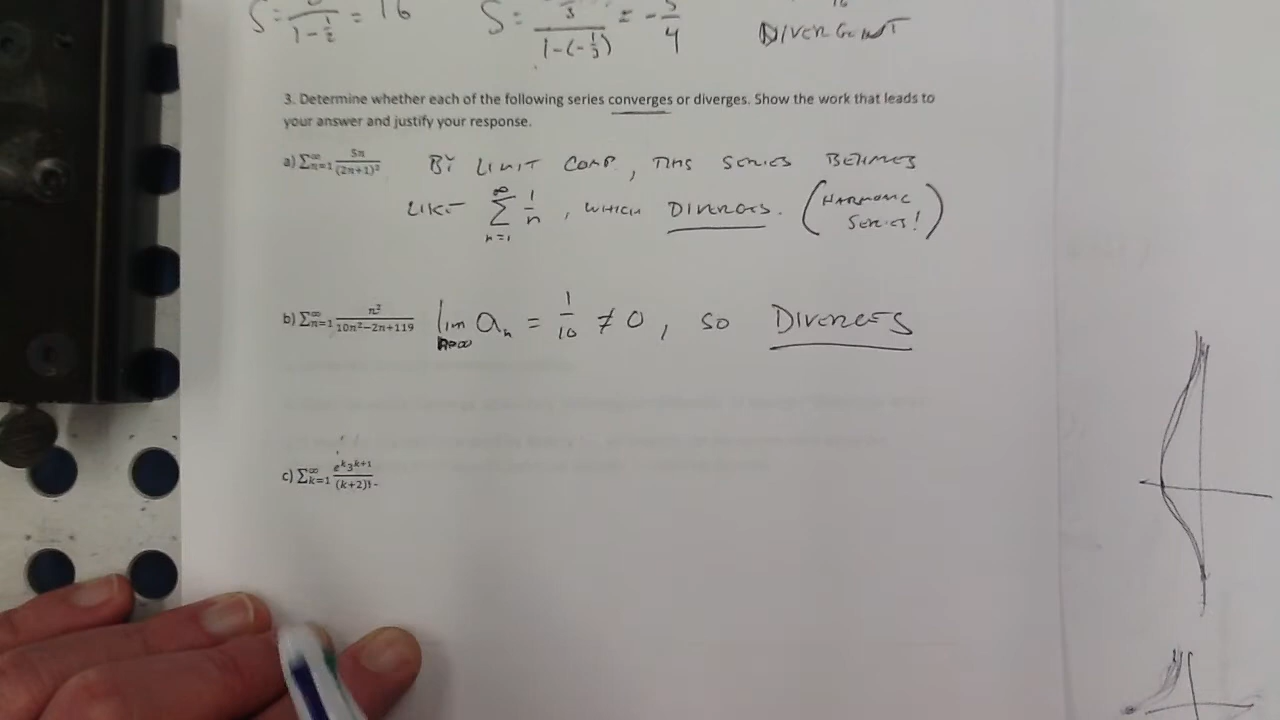 S = 1-1/2 = 16 S = 1-(-1/3) = -5/4 DIVERGENT
3. Determine whether each of the following series converges or diverges. Show the work that leads to
your answer and justify your response.
a) ∑_{n=1}^{∞} 5n/(2n+1)² BY LIMIT COMP, THIS SERIES BEHAVES
LIKE ∑_{n=1}^{∞} 1/n, WHICH DIVERGES. (HARMONIC SERIES!)
b) ∑_{n=1}^{∞} n²/(10n²-2n+119) lim_{n→∞} a_n = 1/10 ≠ 0, SO DIVERGES
c) ∑_{k=1}^{∞} e^k 3^{k+1}/(k+2)!